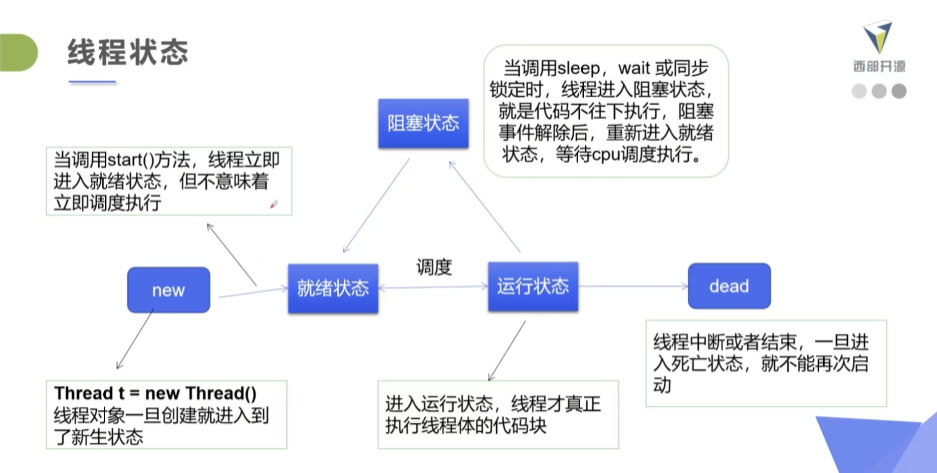 线程状态
西部开源
当调用sleep，wait 或同步
锁定时，线程进入阻塞状态，
就是代码不往下执行，阻塞
事件解除后，重新进入就绪
状态，等待cpu调度执行。
阻塞状态
当调用start()方法，线程立即
进入就绪状态，但不意味着
立即调度执行
new
就绪状态
调度
运行状态
dead
Thread t = new Thread()
线程对象一旦创建就进入到
了新生状态
进入运行状态，线程才真正
执行线程体的代码块
线程中断或者结束，一旦进
入死亡状态，就不能再次启
动